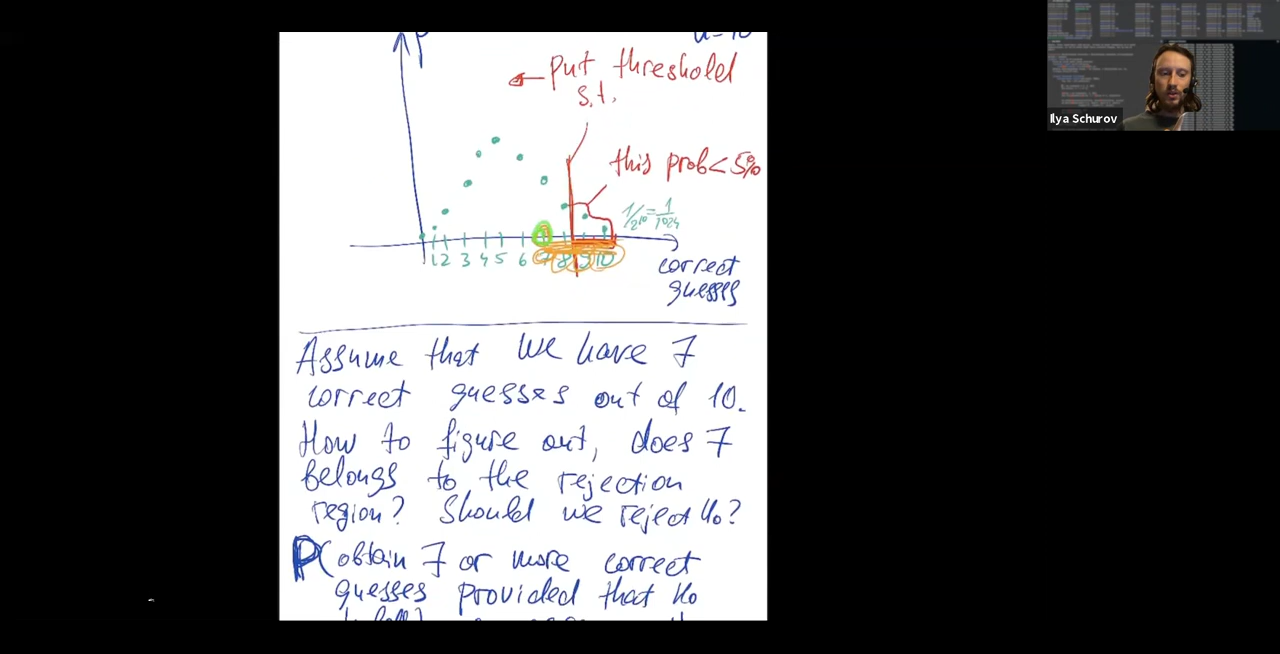 n=10
P
put threshold
s.t.
this prob<5%
1/2^10 = 1/1024
1 2 3 4 5 6 7 8 9 10
correct
guesses
Assume that we have 7
correct guesses out of 10.
How to figure out, does 7
belongs to the rejection
region? Should we reject H₀?
P(obtain 7 or more correct
guesses provided that H₀
Ilya Schurov